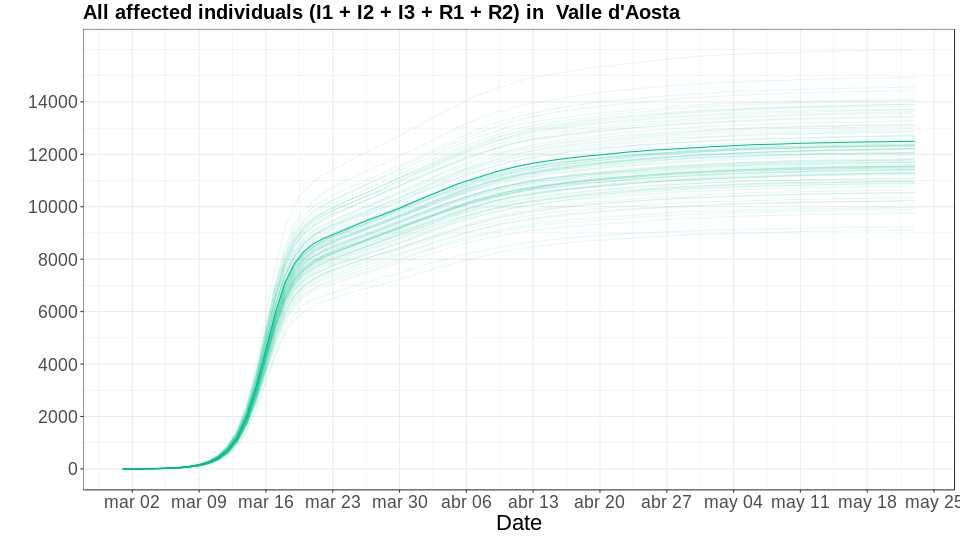 All affected individuals (I1 + I2 + I3 + R1 + R2) in  Valle d'Aosta
14000
12000
10000
8000
6000
4000
2000
0
mar 02 mar 09 mar 16 mar 23 mar 30 abr 06 abr 13 abr 20 abr 27 may 04 may 11 may 18 may 25
Date